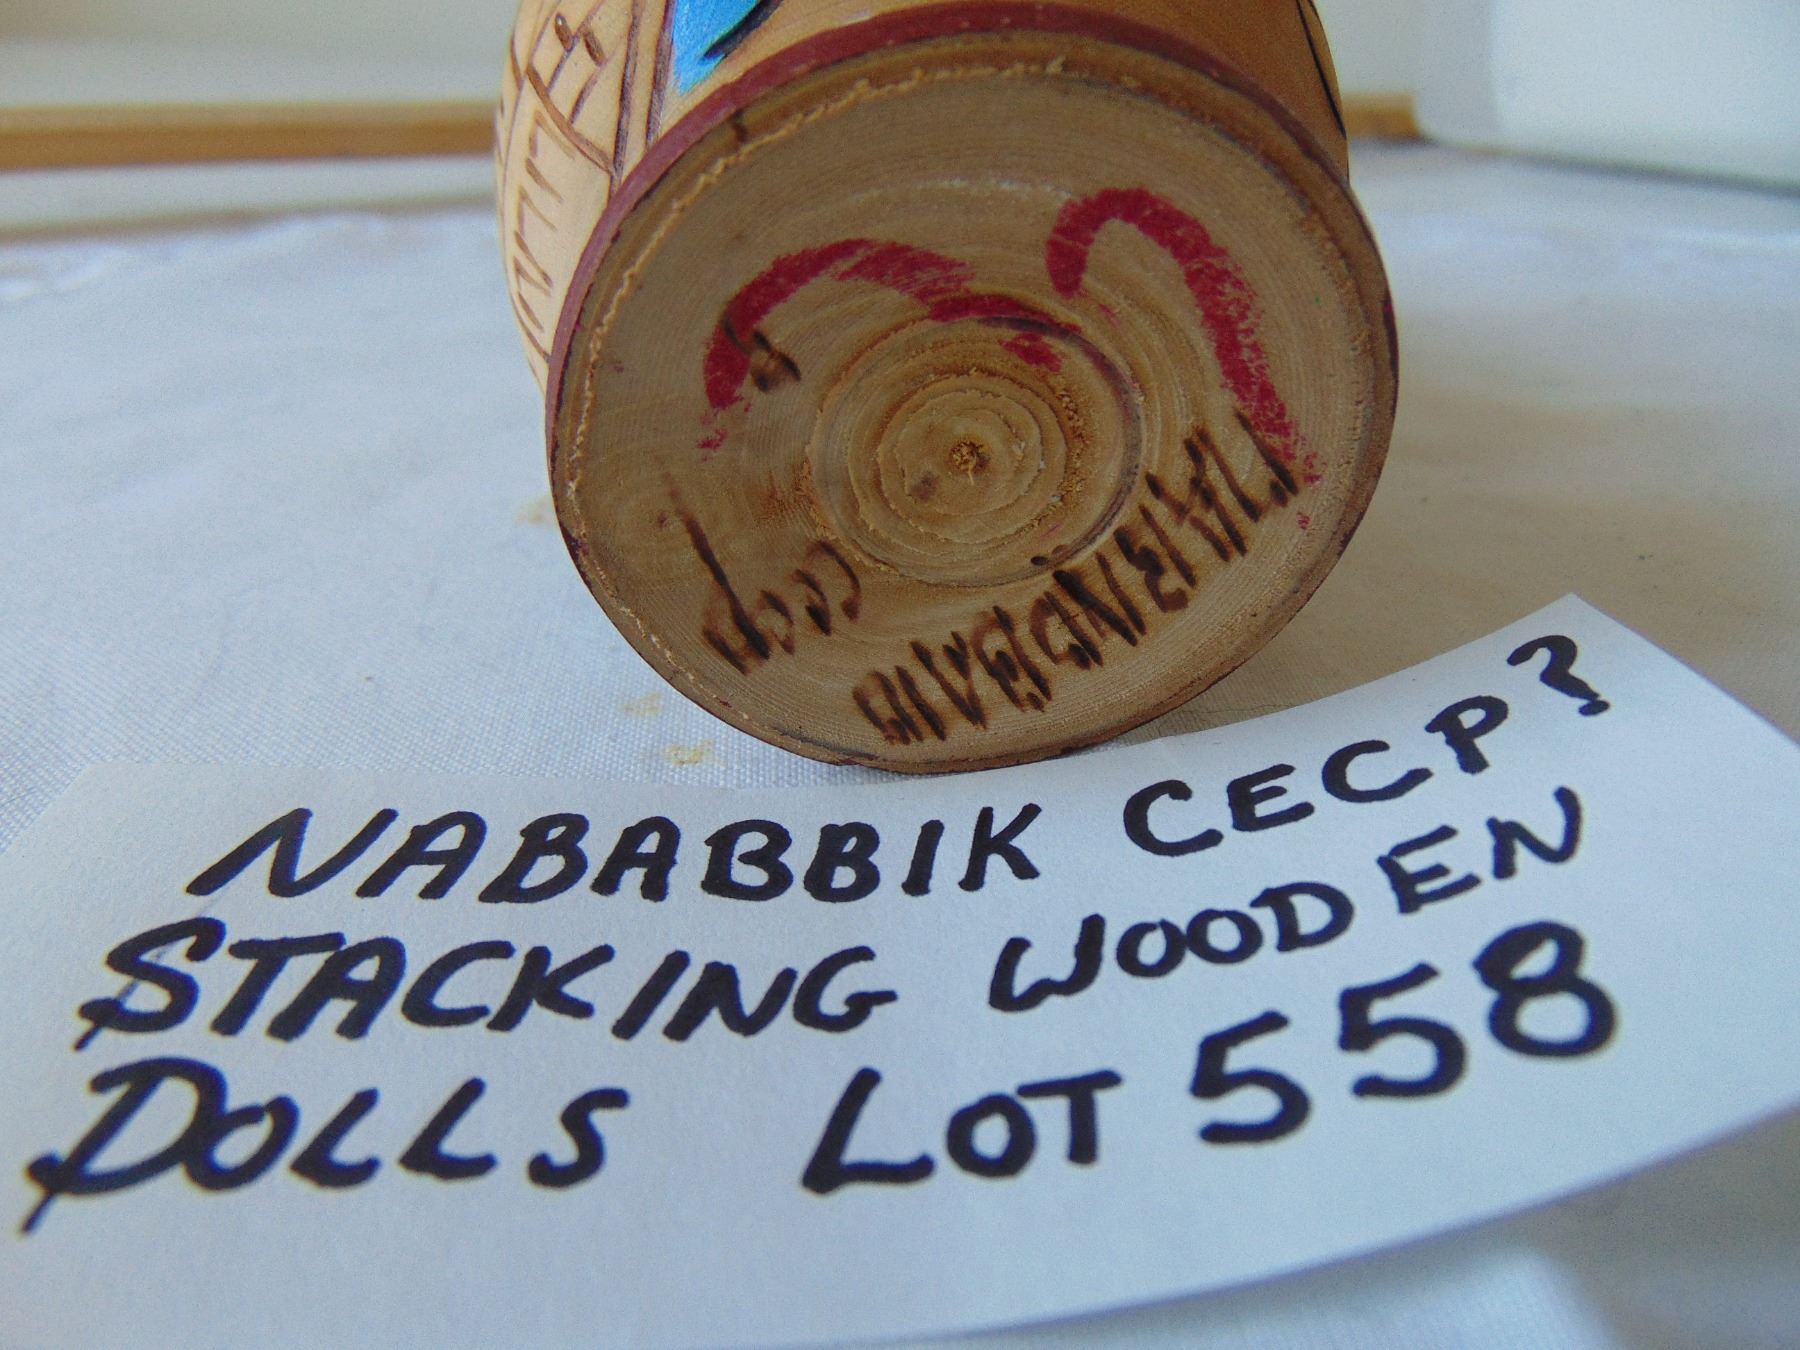 ссср
NABABBIK CECP?
STACKING WOODEN
DOLLS LOT 558